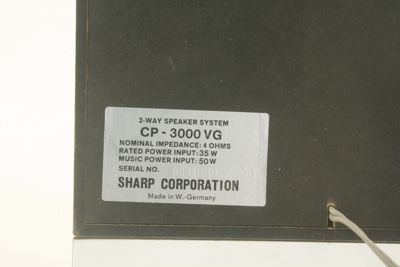 2-WAY SPEAKER SYSTEM
CP - 3000 VG
NOMINAL IMPEDANCE: 4 OHMS
RATED POWER INPUT: 35 W
MUSIC POWER INPUT: 50 W
SERIAL NO.
SHARP CORPORATION
Made in W.-Germany